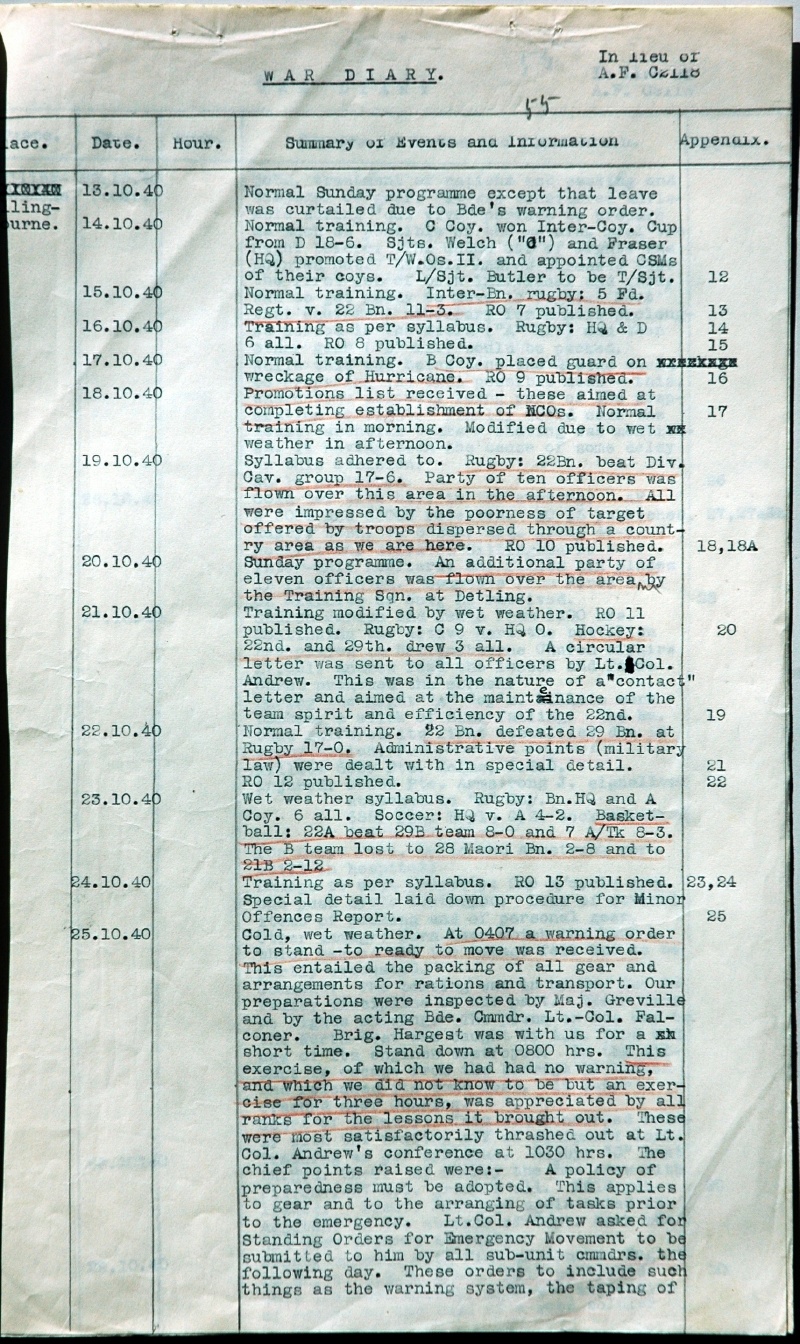 In lieu of
WAR DIARY.
A.F. C2118
55
ace. Date. Hour. Summary of Events and Information Appendix.
13.10.40 Normal Sunday programme except that leave
ling- was curtailed due to Bde's warning order.
urne. 14.10.40 Normal training. C Coy. won Inter-Coy. Cup
from D 18-6. Sjts. Welch ("C") and Fraser
(HQ) promoted T/W.Os.II. and appointed CSMs
of their coys. L/Sjt. Butler to be T/Sjt. 12
15.10.40 Normal training. Inter-Bn. rugby: 5 Fd.
Regt. v. 22 Bn. 11-3. RO 7 published. 13
16.10.40 Training as per syllabus. Rugby: HQ & D 14
6 all. RO 8 published. 15
17.10.40 Normal training. B Coy. placed guard on
wreckage of Hurricane. RO 9 published. 16
18.10.40 Promotions list received - these aimed at
completing establishment of NCOs. Normal 17
training in morning. Modified due to wet xx
weather in afternoon.
19.10.40 Syllabus adhered to. Rugby: 22Bn. beat Div.
Cav. group 17-6. Party of ten officers was
flown over this area in the afternoon. All
were impressed by the poorness of target
offered by troops dispersed through a count-
ry area as we are here. RO 10 published. 18,18A
20.10.40 Sunday programme. An additional party of
eleven officers was flown over the area by
the Training Sqn. at Detling.
21.10.40 Training modified by wet weather. RO 11
published. Rugby: C 9 v. HQ 0. Hockey: 20
22nd. and 29th. drew 3 all. A circular
letter was sent to all officers by Lt. Col.
Andrew. This was in the nature of a "contact"
letter and aimed at the maintenance of the
team spirit and efficiency of the 22nd. 19
22.10.40 Normal training. 22 Bn. defeated 29 Bn. at
Rugby 17-0. Administrative points (military
law) were dealt with in special detail. 21
RO 12 published. 22
23.10.40 Wet weather syllabus. Rugby: Bn.HQ and A
Coy. 6 all. Soccer: HQ v. A 4-2. Basket-
ball: 22A beat 29B team 8-0 and 7 A/Tk 8-3.
The B team lost to 28 Maori Bn. 2-8 and to
21B 2-12
24.10.40 Training as per syllabus. RO 13 published. 23,24
Special detail laid down procedure for Minor
Offences Report. 25
25.10.40 Cold, wet weather. At 0407 a warning order
to stand -to ready to move was received.
This entailed the packing of all gear and
arrangements for rations and transport. Our
preparations were inspected by Maj. Greville
and by the acting Bde. Cmmdr. Lt.-Col. Fal-
coner. Brig. Hargest was with us for a xx
short time. Stand down at 0800 hrs. This
exercise, of which we had had no warning,
and which we did not know to be but an exer-
cise for three hours, was appreciated by all
ranks for the lessons it brought out. These
were most satisfactorily thrashed out at Lt.
Col. Andrew's conference at 1030 hrs. The
chief points raised were:- A policy of
preparedness must be adopted. This applies
to gear and to the arranging of tasks prior
to the emergency. Lt.Col. Andrew asked for
Standing Orders for Emergency Movement to be
submitted to him by all sub-unit cmmdrs. the
following day. These orders to include such
things as the warning system, the taping of